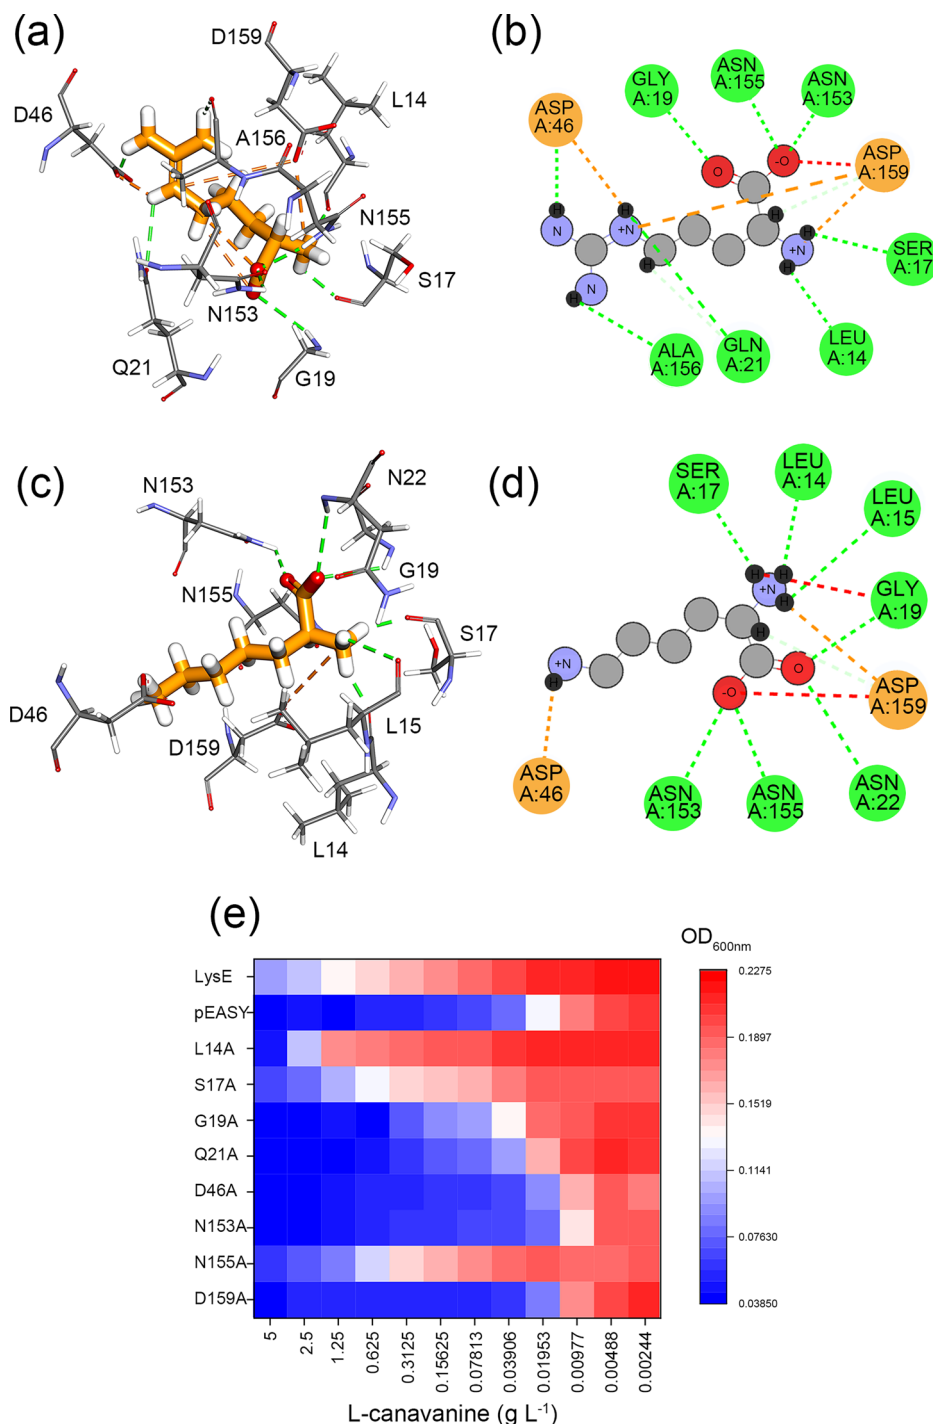 (a)
D159
L14
D46
A156
N155
S17
N153
Q21
G19
(b)
ASP
A:46
GLY
A:19
ASN
A:155
ASN
A:153
ASP
A:159
SER
A:17
LEU
A:14
GLN
A:21
ALA
A:156
O
-O
H
H
H
H
H
H
H
N
+N
N
+N
(c)
N153
N22
G19
N155
S17
D46
D159
L15
L14
(d)
SER
A:17
LEU
A:14
LEU
A:15
GLY
A:19
ASP
A:159
ASN
A:22
ASN
A:155
ASN
A:153
ASP
A:46
H
H
H
H
H
+N
+N
O
-O
(e)
OD600nm
LysE
pEASY
L14A
S17A
G19A
Q21A
D46A
N153A
N155A
D159A
0.2275
0.1897
0.1519
0.1141
0.07630
0.03850
5
2.5
1.25
0.625
0.3125
0.15625
0.07813
0.03906
0.01953
0.00977
0.00488
0.00244
L-canavanine (g L-1)